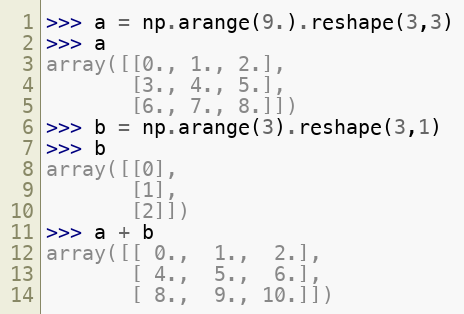 1 >>> a = np.arange(9.).reshape(3,3)
2 >>> a
3 array([[0., 1., 2.],
4        [3., 4., 5.],
5        [6., 7., 8.]])
6 >>> b = np.arange(3).reshape(3,1)
7 >>> b
8 array([[0],
9        [1],
10        [2]])
11 >>> a + b
12 array([[ 0.,  1.,  2.],
13        [ 4.,  5.,  6.],
14        [ 8.,  9., 10.]])